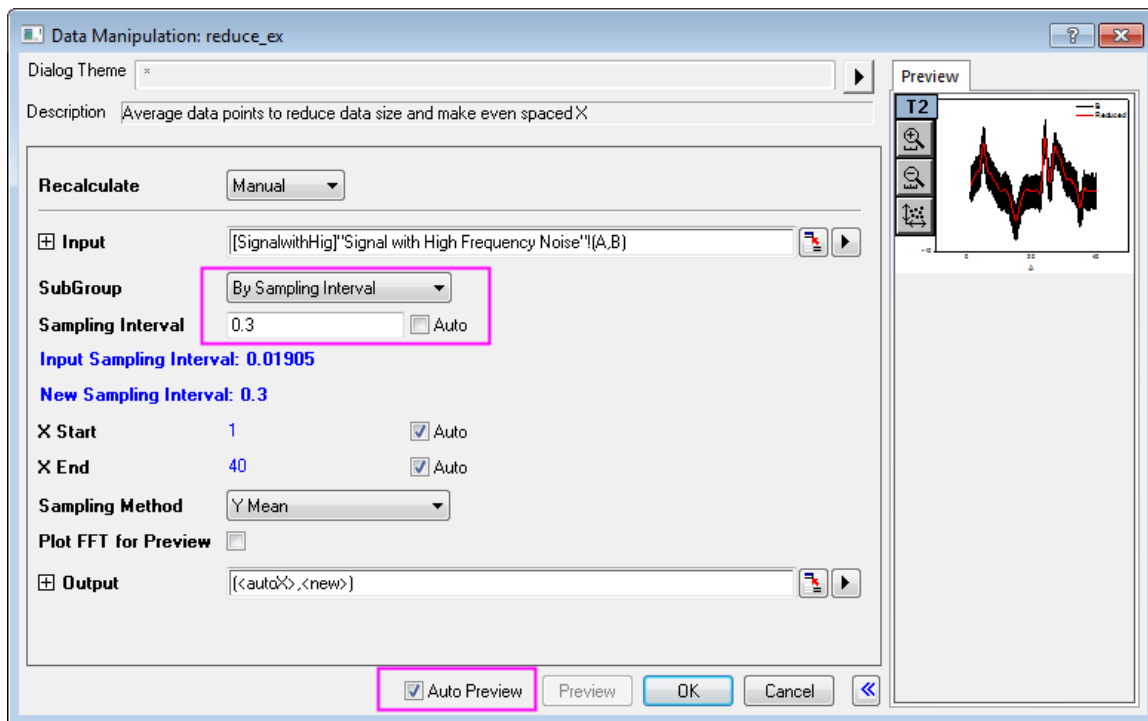 Data Manipulation: reduce_ex
Dialog Theme *
Description Average data points to reduce data size and make even spaced X
Recalculate Manual
Input [SignalwithHig]"Signal with High Frequency Noise"!(A,B)
SubGroup By Sampling Interval
Sampling Interval 0.3 Auto
Input Sampling Interval: 0.01905
New Sampling Interval: 0.3
X Start 1 Auto
X End 40 Auto
Sampling Method Y Mean
Plot FFT for Preview
Output (<autoX>,<new>)
Auto Preview Preview OK Cancel
Preview
T2
B
Reduced